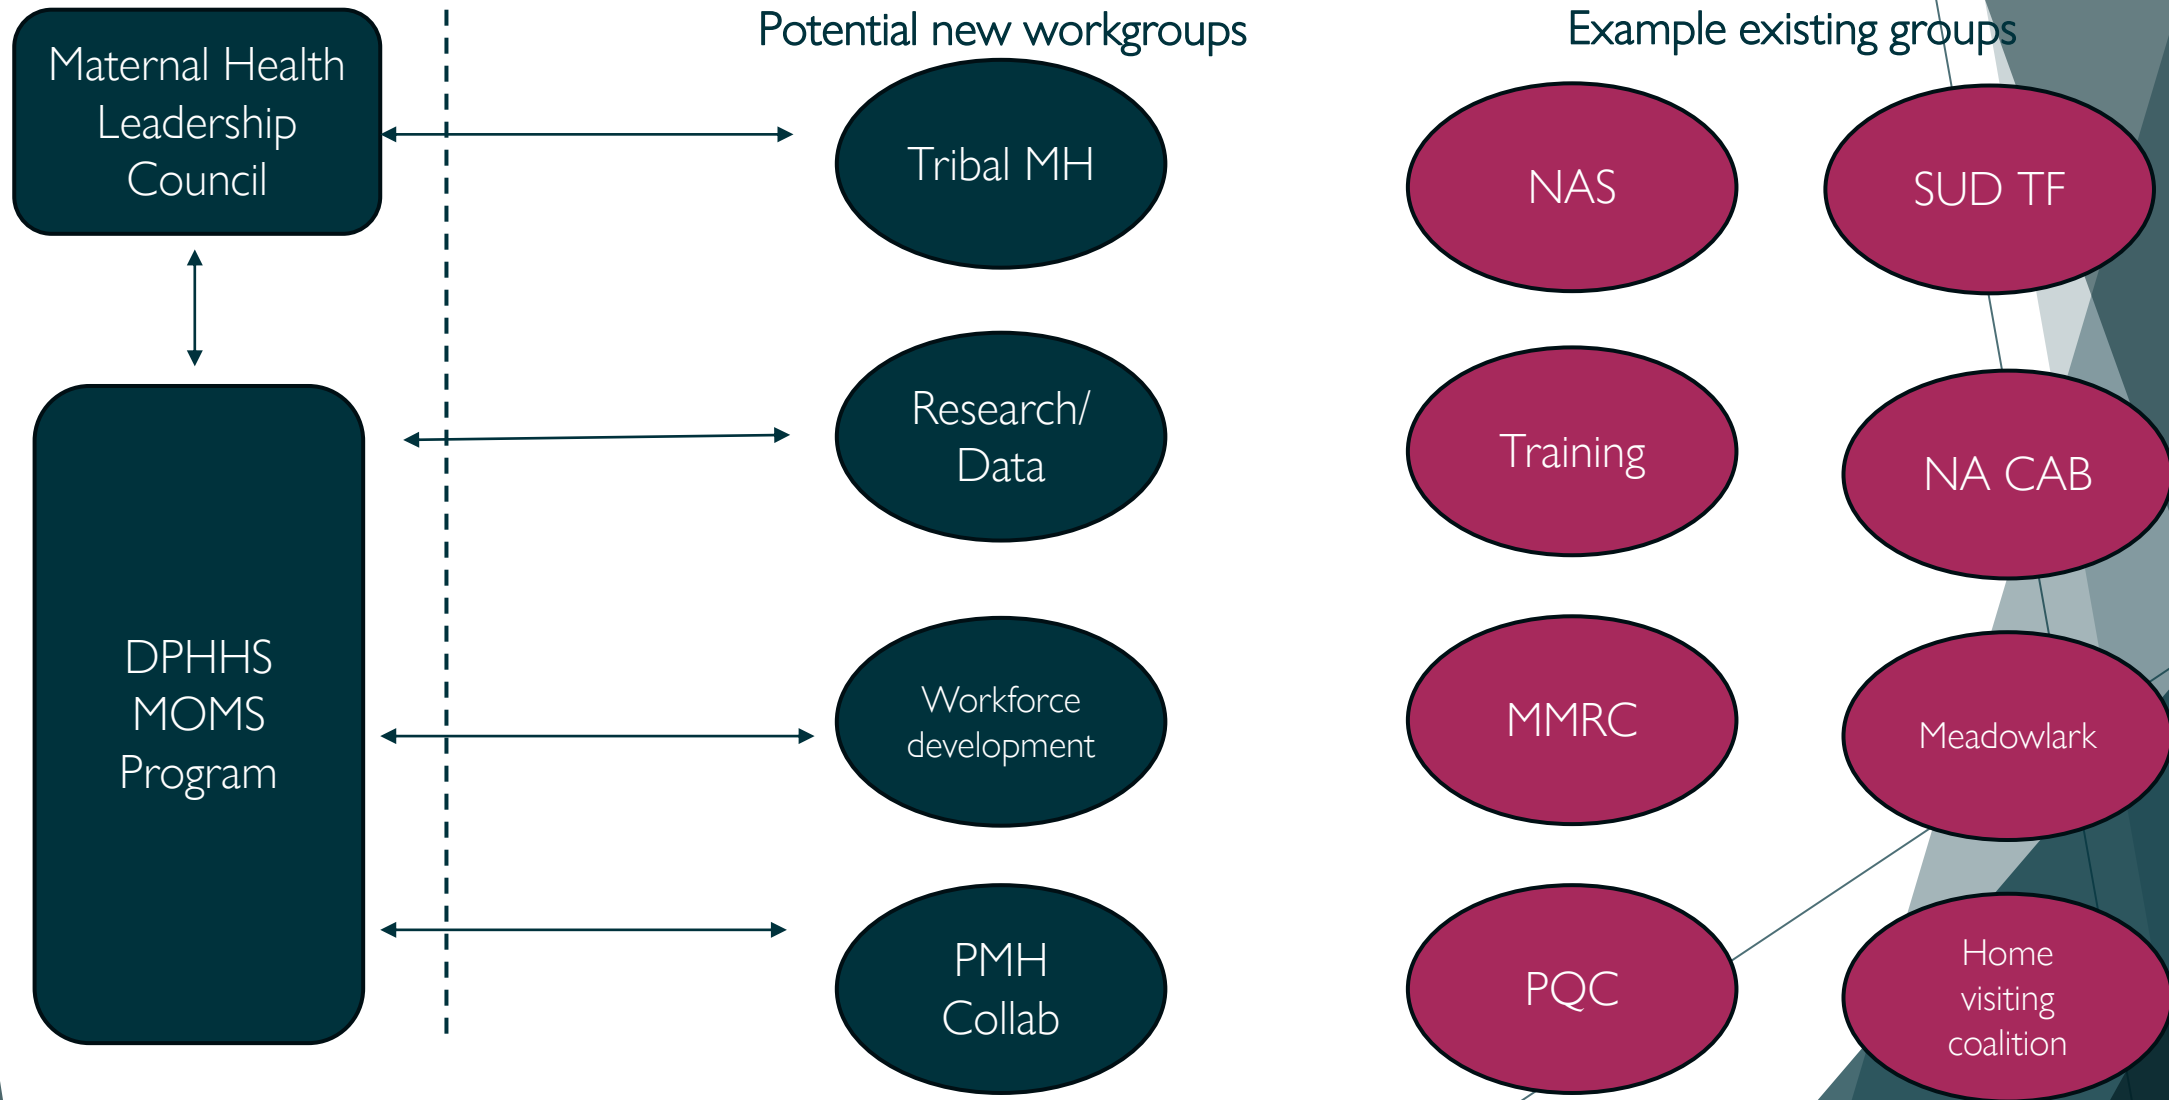 Maternal Health
Leadership
Council
DPHHS
MOMS
Program
Potential new workgroups
Tribal MH
Research/
Data
Workforce
development
PMH
Collab
Example existing groups
NAS
SUD TF
Training
NA CAB
MMRC
Meadowlark
PQC
Home
visiting
coalition